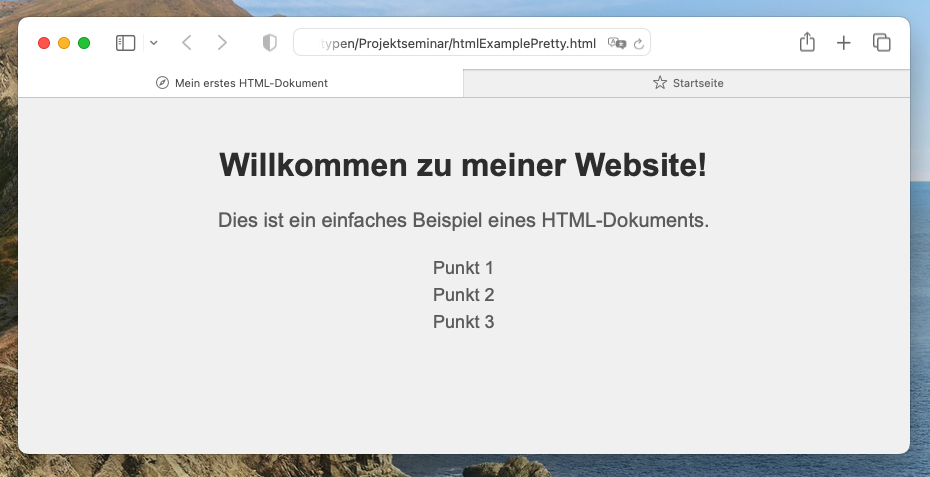 typen/Projektseminar/htmlExamplePretty.html
Mein erstes HTML-Dokument
Startseite
Willkommen zu meiner Website!
Dies ist ein einfaches Beispiel eines HTML-Dokuments.
Punkt 1
Punkt 2
Punkt 3